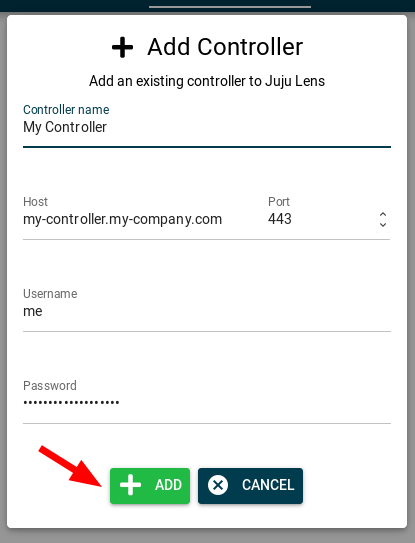 Add Controller
Add an existing controller to Juju Lens
Controller name
My Controller
Host Port
my-controller.my-company.com 443
Username
me
Password
•••••••••••••••••••
ADD CANCEL